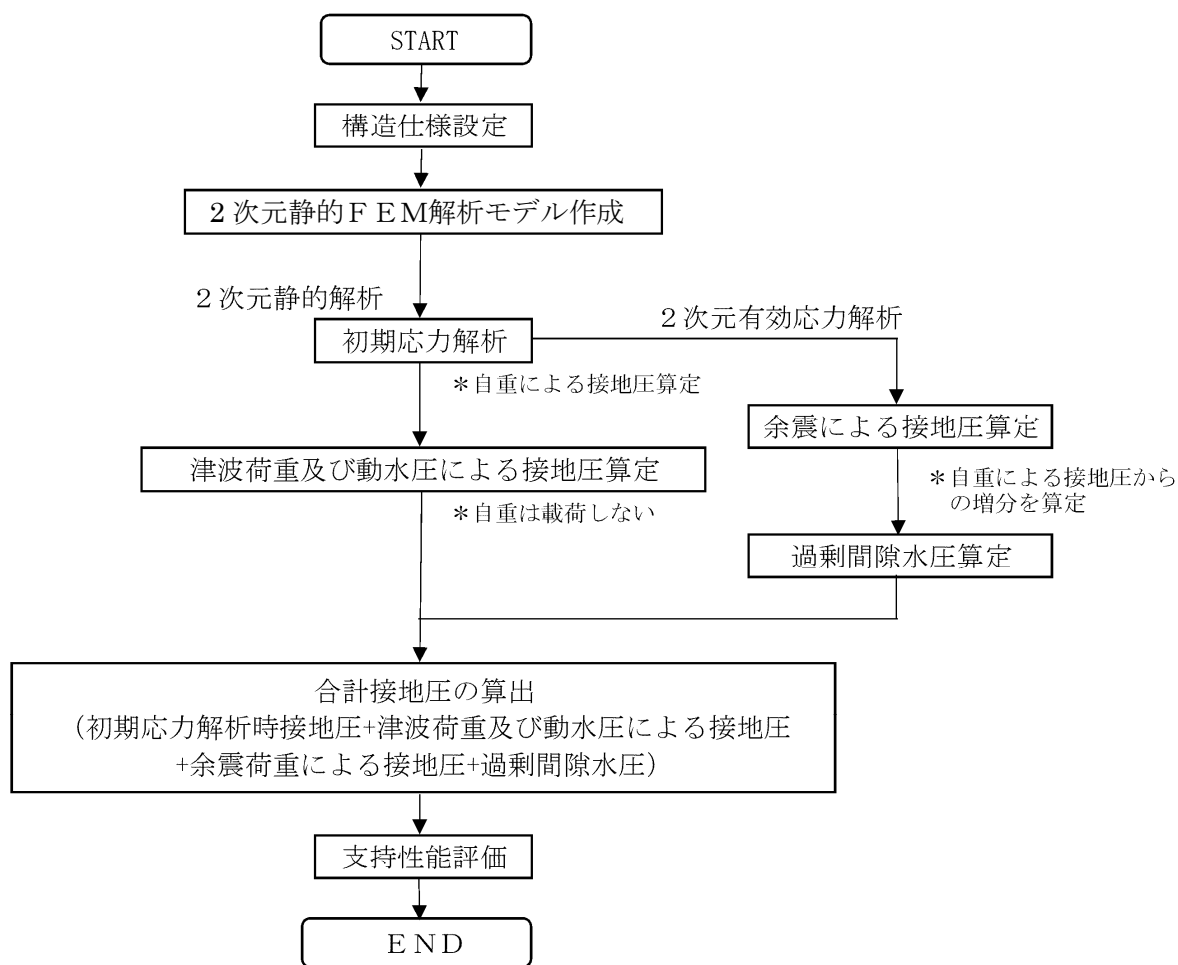 START
構造仕様設定
２次元静的ＦＥＭ解析モデル作成
２次元静的解析
２次元有効応力解析
初期応力解析
＊自重による接地圧算定
余震による接地圧算定
津波荷重及び動水圧による接地圧算定
＊自重による接地圧から
の増分を算定
＊自重は載荷しない
過剰間隙水圧算定
合計接地圧の算出
（初期応力解析時接地圧+津波荷重及び動水圧による接地圧
+余震荷重による接地圧+過剰間隙水圧）
支持性能評価
ＥＮＤ